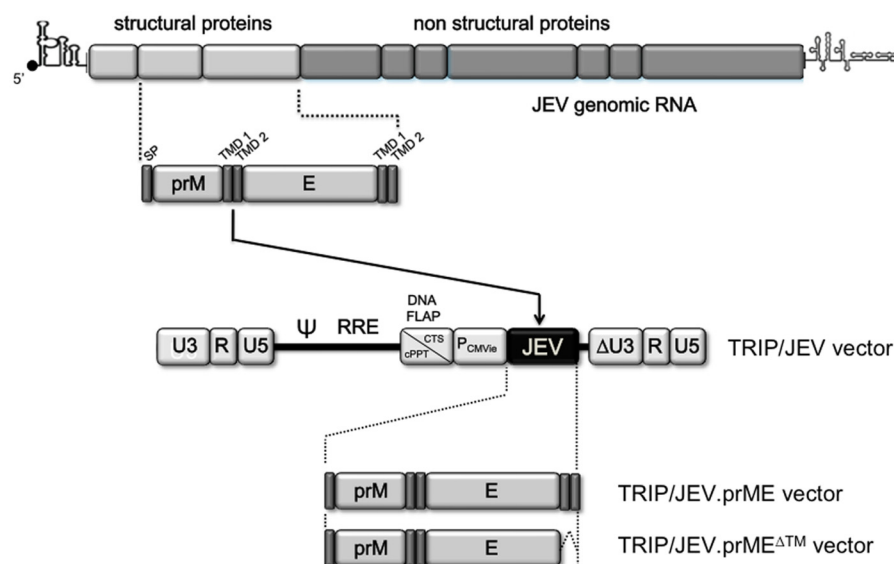 structural proteins
non structural proteins
5'
JEV genomic RNA
SP
TMD 1
TMD 2
TMD 1
TMD 2
prM
E
DNA
FLAP
Ψ RRE
U3 R U5
cPPT CTS
PCMVie
JEV
ΔU3 R U5
TRIP/JEV vector
prM E
TRIP/JEV.prME vector
prM E
TRIP/JEV.prMEΔTM vector